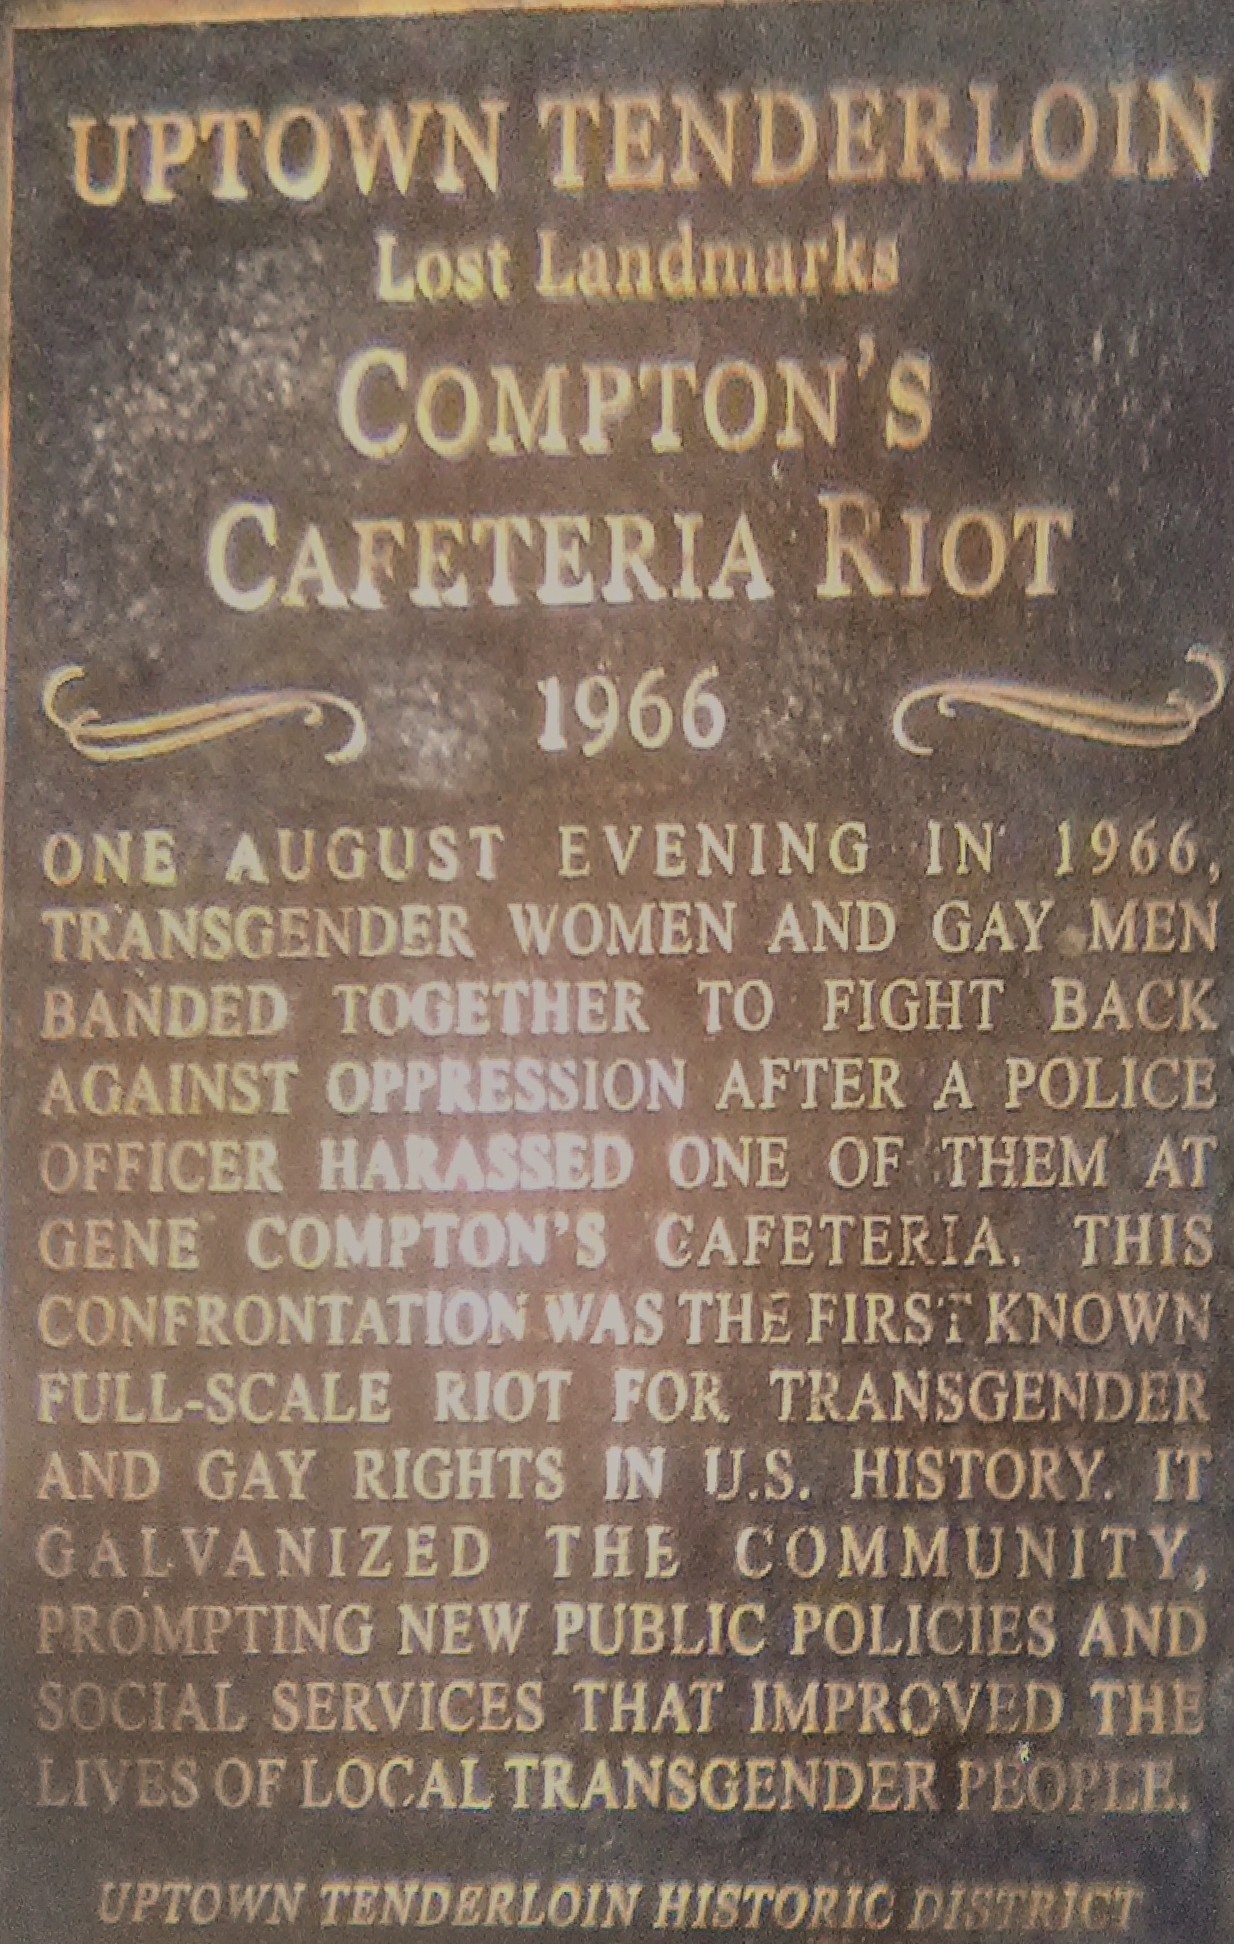 UPTOWN TENDERLOIN
Lost Landmarks
COMPTON'S
CAFETERIA RIOT
1966
ONE AUGUST EVENING IN 1966,
TRANSGENDER WOMEN AND GAY MEN
BANDED TOGETHER TO FIGHT BACK
AGAINST OPPRESSION AFTER A POLICE
OFFICER HARASSED ONE OF THEM AT
GENE COMPTON'S CAFETERIA. THIS
CONFRONTATION WAS THE FIRST KNOWN
FULL-SCALE RIOT FOR TRANSGENDER
AND GAY RIGHTS IN U.S. HISTORY. IT
GALVANIZED THE COMMUNITY,
PROMPTING NEW PUBLIC POLICIES AND
SOCIAL SERVICES THAT IMPROVED THE
LIVES OF LOCAL TRANSGENDER PEOPLE.
UPTOWN TENDERLOIN HISTORIC DISTRICT